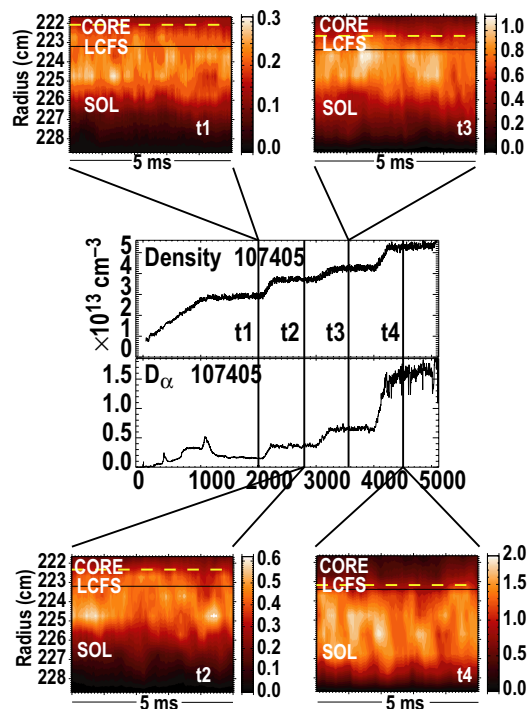 222
223
224
225
226
227
228
Radius (cm)
CORE
LCFS
SOL
t1
0.3
0.2
0.1
0.0
5 ms
CORE
LCFS
SOL
t3
1.0
0.8
0.6
0.4
0.2
0.0
5 ms
×10¹³ cm⁻³
5
4
3
2
1
0
Density 107405
t1 t2 t3 t4
Dα 107405
1.5
1.0
0.5
0.0
0 1000 2000 3000 4000 5000
222
223
224
225
226
227
228
Radius (cm)
CORE
LCFS
SOL
t2
0.6
0.5
0.4
0.3
0.2
0.1
0.0
5 ms
CORE
LCFS
SOL
t4
2.0
1.5
1.0
0.5
0.0
5 ms